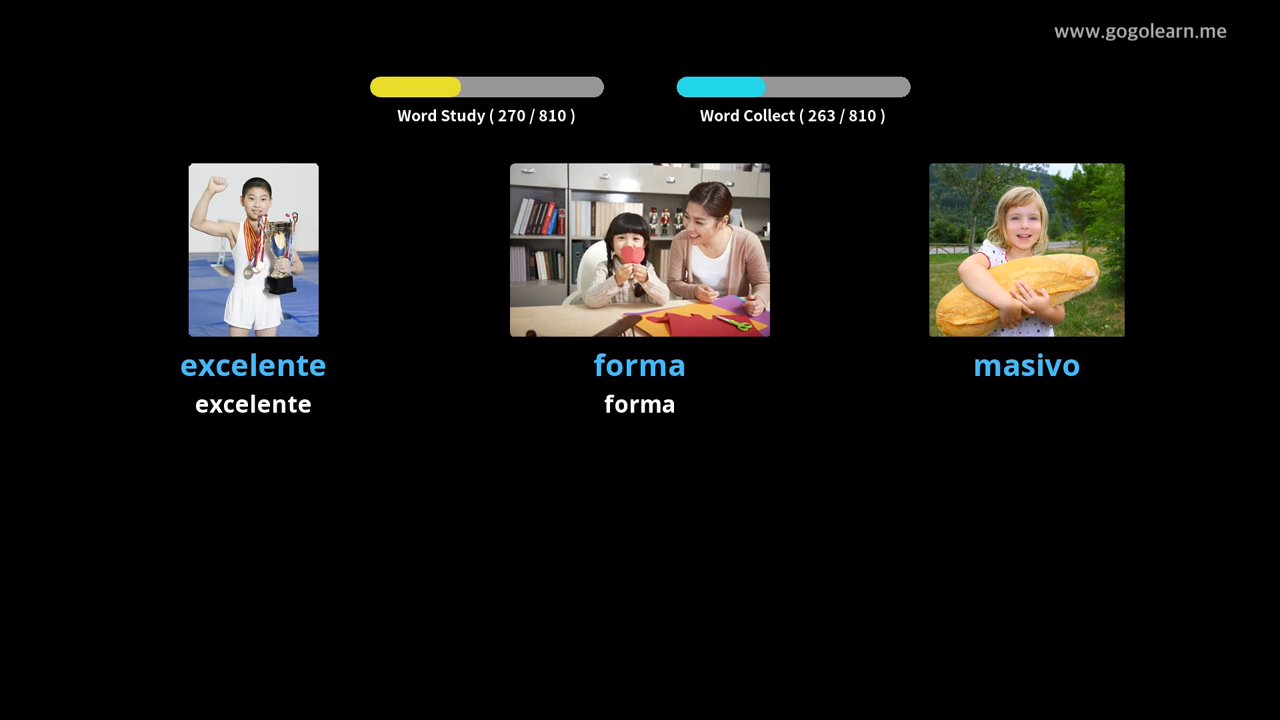 www.gogolearn.me
Word Study ( 270 / 810 )
Word Collect ( 263 / 810 )
excelente
forma
masivo
excelente
forma